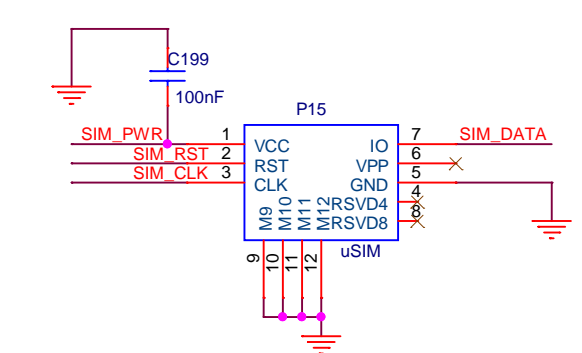 C199
100nF
P15
SIM_PWR 1 VCC IO 7 SIM_DATA
SIM_RST 2 RST VPP 6
SIM_CLK 3 CLK GND 5
RSVD4 4
RSVD8 8
M9 M10 M11 M12
uSIM
9 10 11 12